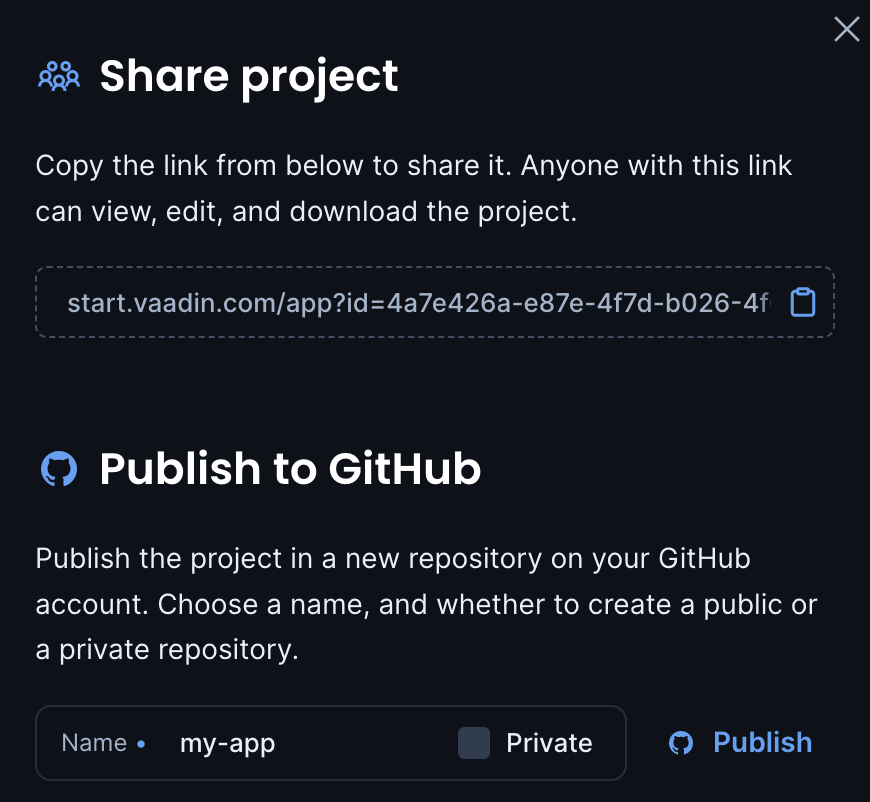 Share project
Copy the link from below to share it. Anyone with this link
can view, edit, and download the project.
start.vaadin.com/app?id=4a7e426a-e87e-4f7d-b026-4f
Publish to GitHub
Publish the project in a new repository on your GitHub
account. Choose a name, and whether to create a public or
a private repository.
Name • my-app Private Publish